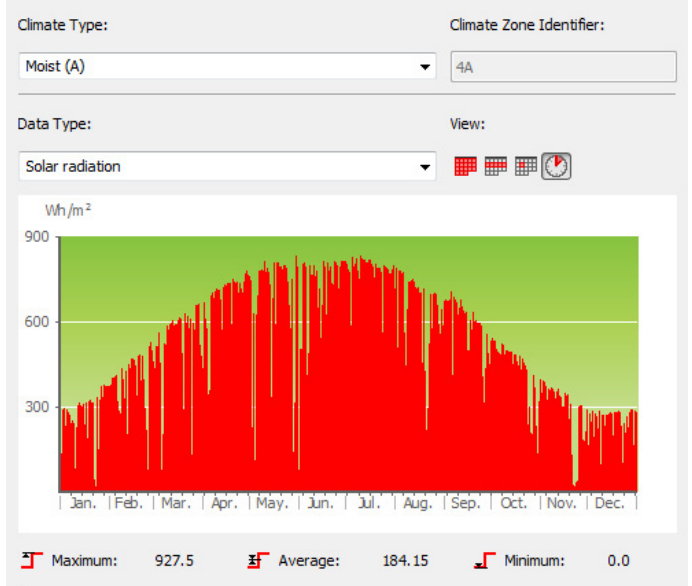 Climate Type: Climate Zone Identifier:
Moist (A) 4A
Data Type: View:
Solar radiation
Wh/m²
900
600
300
Jan. Feb. Mar. Apr. May. Jun. Jul. Aug. Sep. Oct. Nov. Dec.
Maximum: 927.5 Average: 184.15 Minimum: 0.0